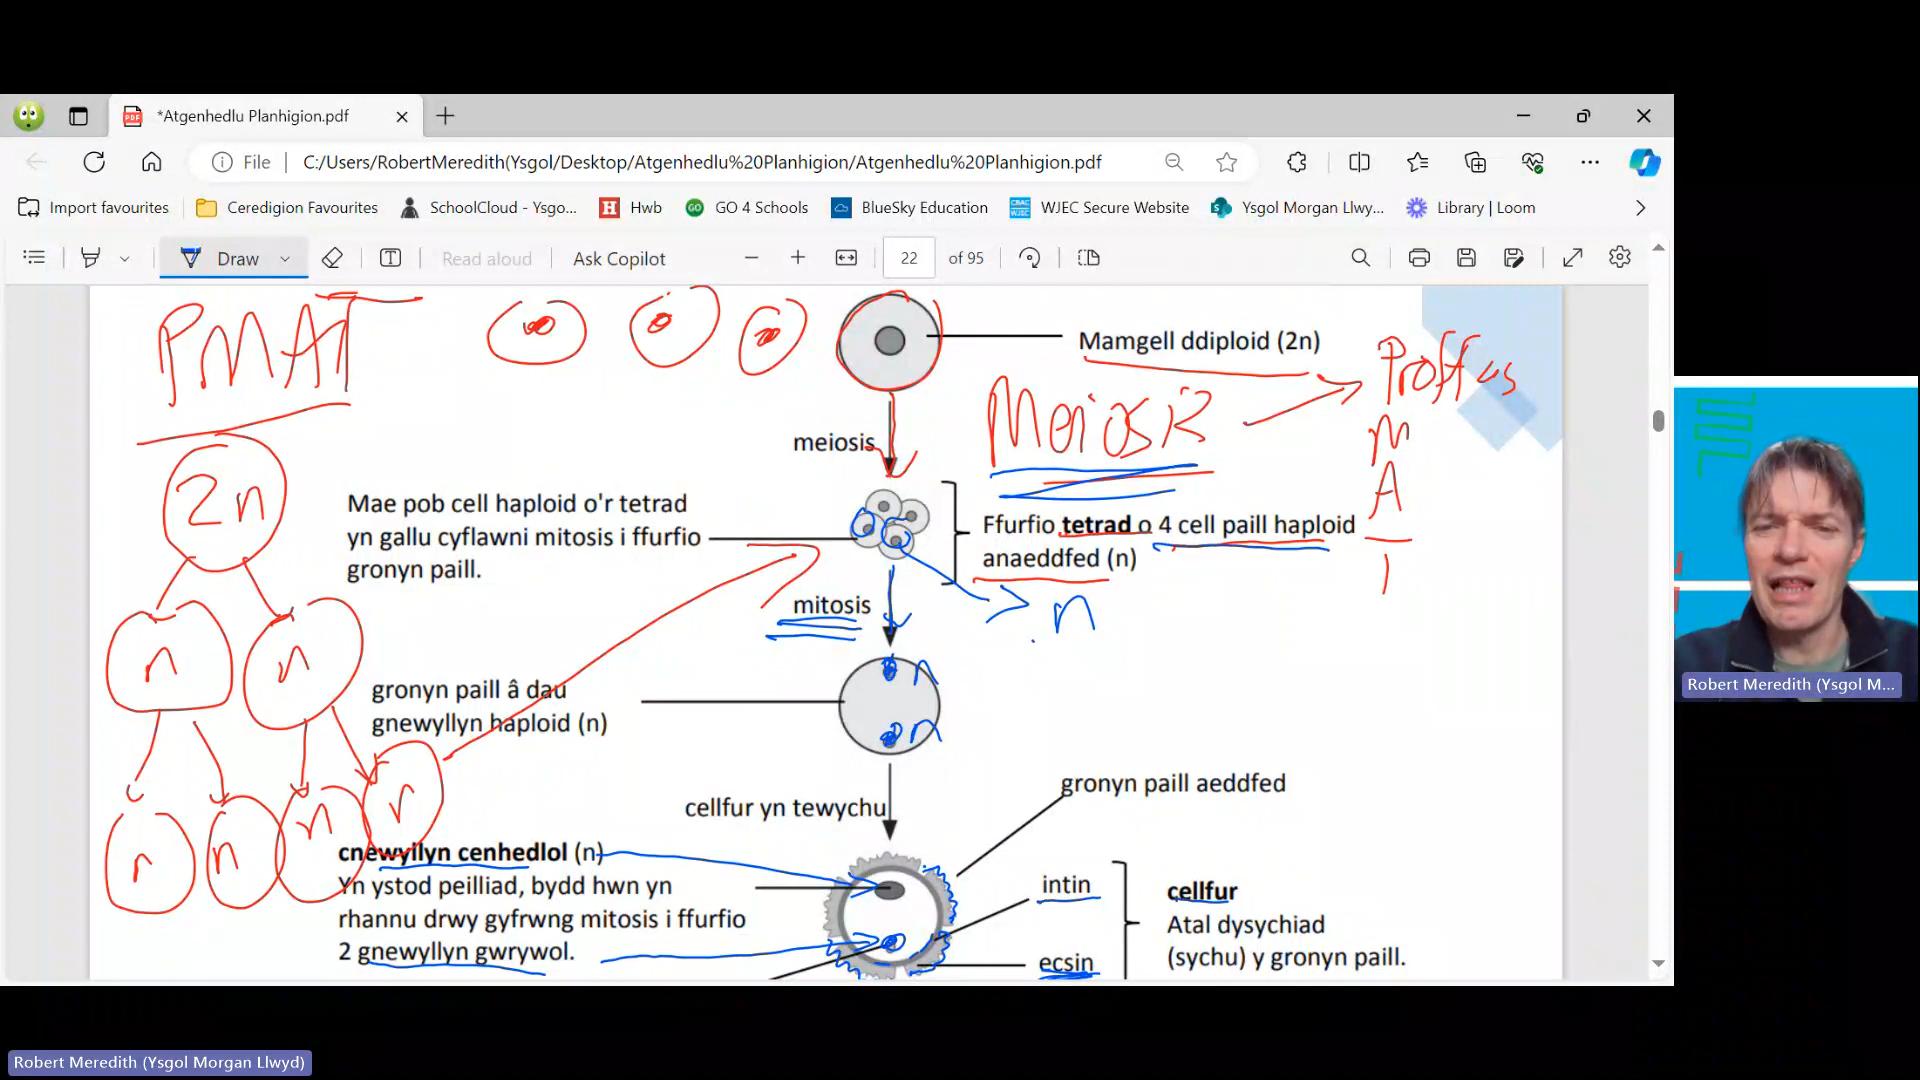 *Atgenhedlu Planhigion.pdf
File
C:/Users/RobertMeredith(Ysgol/Desktop/Atgenhedlu%20Planhigion/Atgenhedlu%20Planhigion.pdf
Import favourites
Ceredigion Favourites
SchoolCloud - Ysgo...
Hwb
GO 4 Schools
BlueSky Education
WJEC Secure Website
Ysgol Morgan Llwy...
Library | Loom
Draw
Read aloud
Ask Copilot
22 of 95
PMAT
Mamgell ddiploid (2n)
meiosis
Meiosis
Proffas
M
A
2n
Mae pob cell haploid o'r tetrad
yn gallu cyflawni mitosis i ffurfio
gronyn paill.
Ffurfio tetrad o 4 cell paill haploid
anaeddfed (n)
mitosis
n
n
n
gronyn paill â dau
gnewyllyn haploid (n)
n
n
cellfur yn tewychu
gronyn paill aeddfed
n
n
n
n
cnewyllyn cenhedlol (n)
Yn ystod peilliad, bydd hwn yn
rhannu drwy gyfrwng mitosis i ffurfio
2 gnewyllyn gwrywol.
intin
ecsin
cellfur
Atal dysychiad
(sychu) y gronyn paill.
Robert Meredith (Ysgol M...
Robert Meredith (Ysgol Morgan Llwyd)